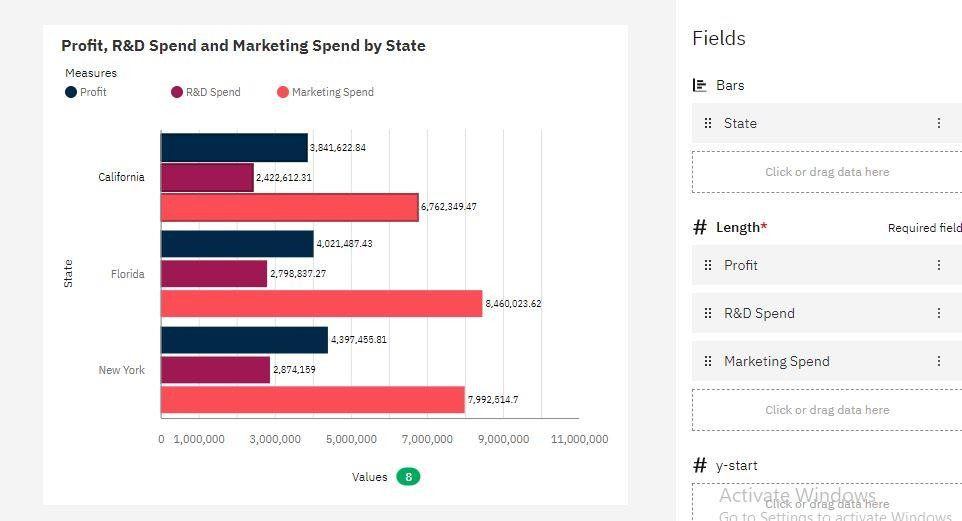 Profit, R&D Spend and Marketing Spend by State
Measures
Profit R&D Spend Marketing Spend
State
California
3,841,622.84
2,422,612.31
6,762,349.47
Florida
4,021,487.43
2,798,837.27
8,460,023.62
New York
4,397,455.81
2,874,159
7,992,514.7
0 1,000,000 3,000,000 5,000,000 7,000,000 9,000,000 11,000,000
Values 8
Fields
Bars
State
Click or drag data here
# Length* Required field
Profit
R&D Spend
Marketing Spend
Click or drag data here
# y-start
Click or drag data here
Activate Windows
Go to Settings to activate Windows